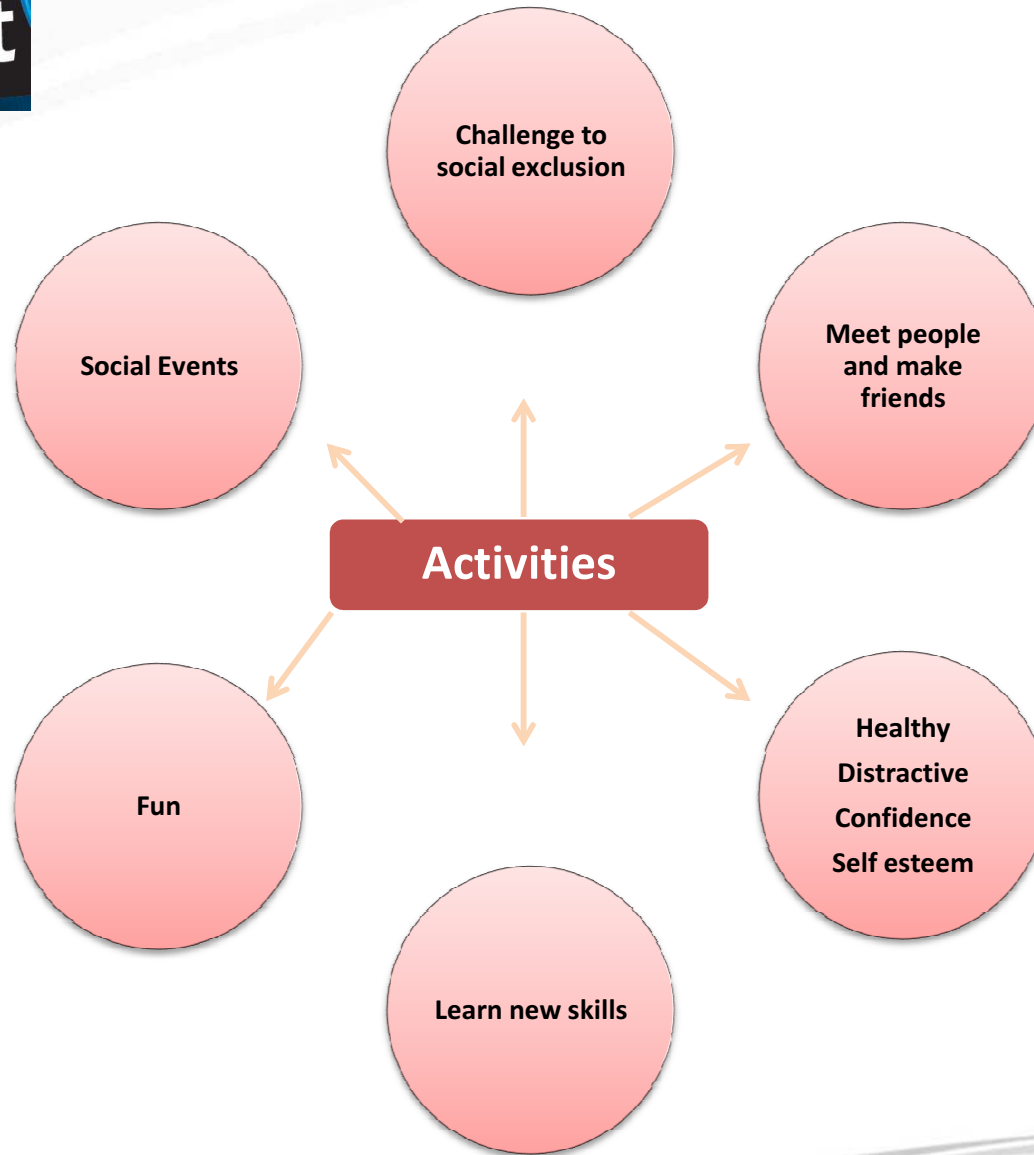 t
Challenge to
social exclusion
Social Events
Meet people
and make
friends
Activities
Fun
Healthy
Distractive
Confidence
Self esteem
Learn new skills